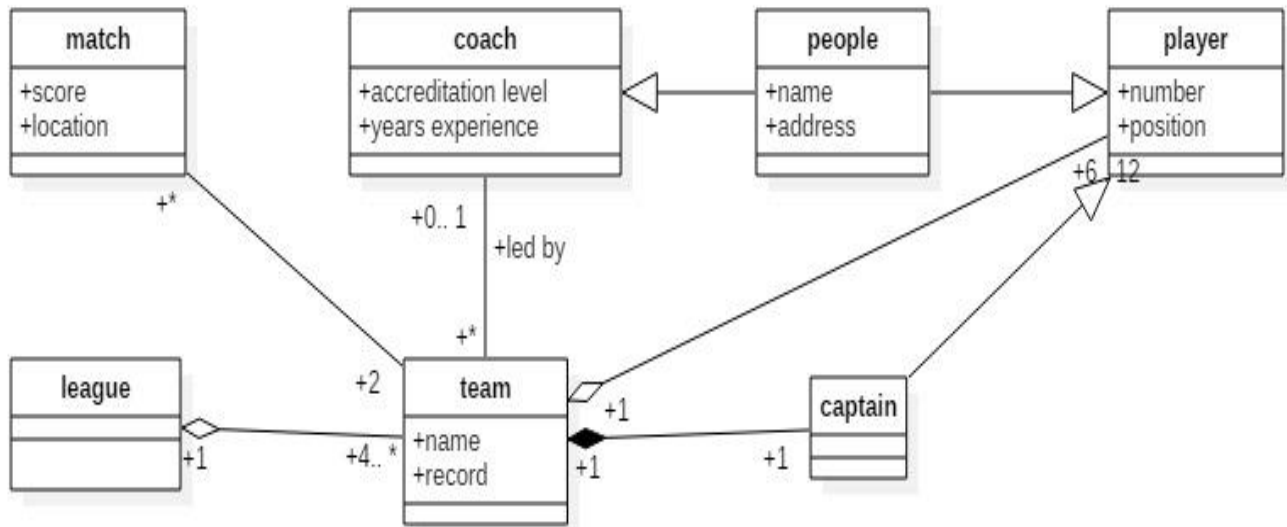 match
+score
+location
coach
+accreditation level
+years experience
people
+name
+address
player
+number
+position
+6.. 12
+*
+0.. 1
+led by
+*
+2
league
+1
+4.. *
team
+name
+record
+1
+1
captain
+1